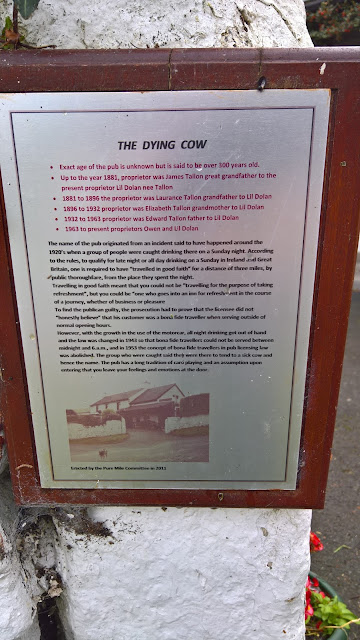 THE DYING COW
• Exact age of the pub is unknown but is said to be over 300 years old.
• Up to the year 1881, proprietor was James Tallon great grandfather to the
present proprietor Lil Dolan nee Tallon
• 1881 to 1896 the proprietor was Laurance Tallon grandfather to Lil Dolan
• 1896 to 1932 proprietor was Elizabeth Tallon grandmother to Lil Dolan
• 1932 to 1963 proprietor was Edward Tallon father to Lil Dolan
• 1963 to present proprietors Owen and Lil Dolan
The name of the pub originated from an incident said to have happened around the
1920's when a group of people were caught drinking there on a Sunday night. According
to the rules, to qualify for late night or all day drinking on a Sunday in Ireland and Great
Britain, one is required to have "travelled in good faith" for a distance of three miles, by
public thoroughfare, from the place they spent the night.
Travelling in good faith meant that you could not be "travelling for the purpose of taking
refreshment", but you could be "one who goes into an inn for refreshment in the course
of a journey, whether of business or pleasure
To find the publican guilty, the prosecution had to prove that the licensee did not
"honestly believe" that his customer was a bona fide traveller when serving outside of
normal opening hours.
However, with the growth in the use of the motorcar, all night drinking got out of hand
and the law was changed in 1943 so that bona fide travellers could not be served between
midnight and 6 a.m., and in 1953 the concept of bona fide travellers in pub licensing law
was abolished. The group who were caught said they were there to tend to a sick cow and
hence the name. The pub has a long tradition of card playing and an assumption upon
entering that you leave your feelings and emotions at the door.
Erected by the Pure Mile Committee in 2011